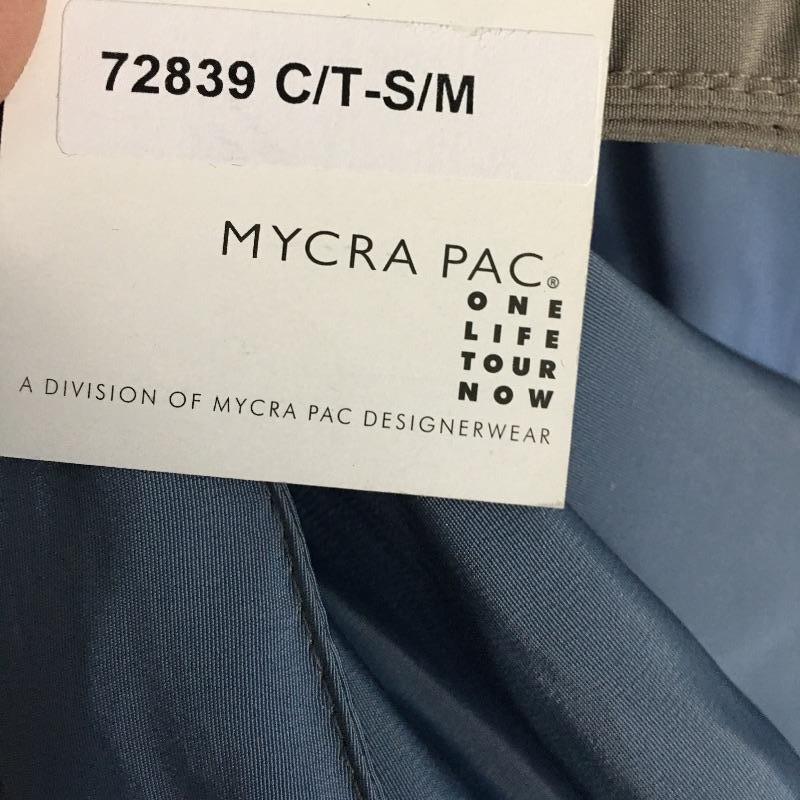 72839 C/T-S/M
MYCRA PAC®
ONE
LIFE
TOUR
NOW
A DIVISION OF MYCRA PAC DESIGNERWEAR